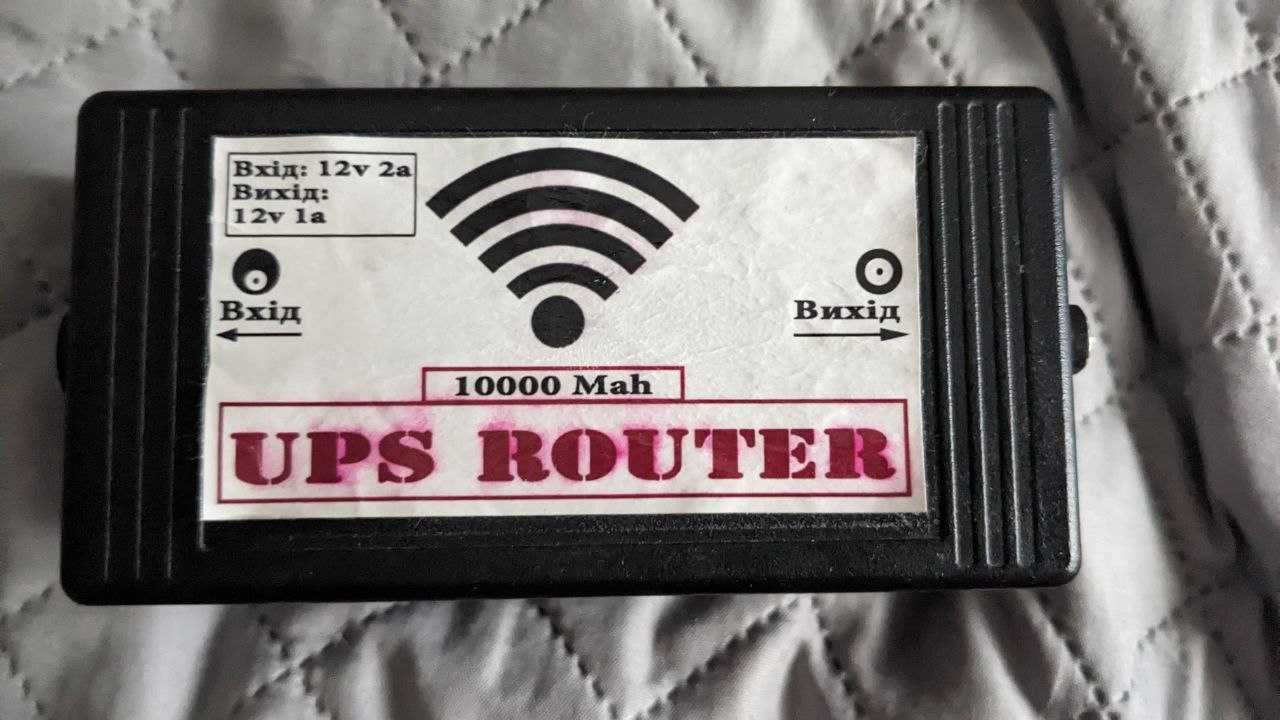 Вхід: 12v 2a
Вихід:
12v 1a
Вхід
Вихід
10000 Mah
UPS ROUTER